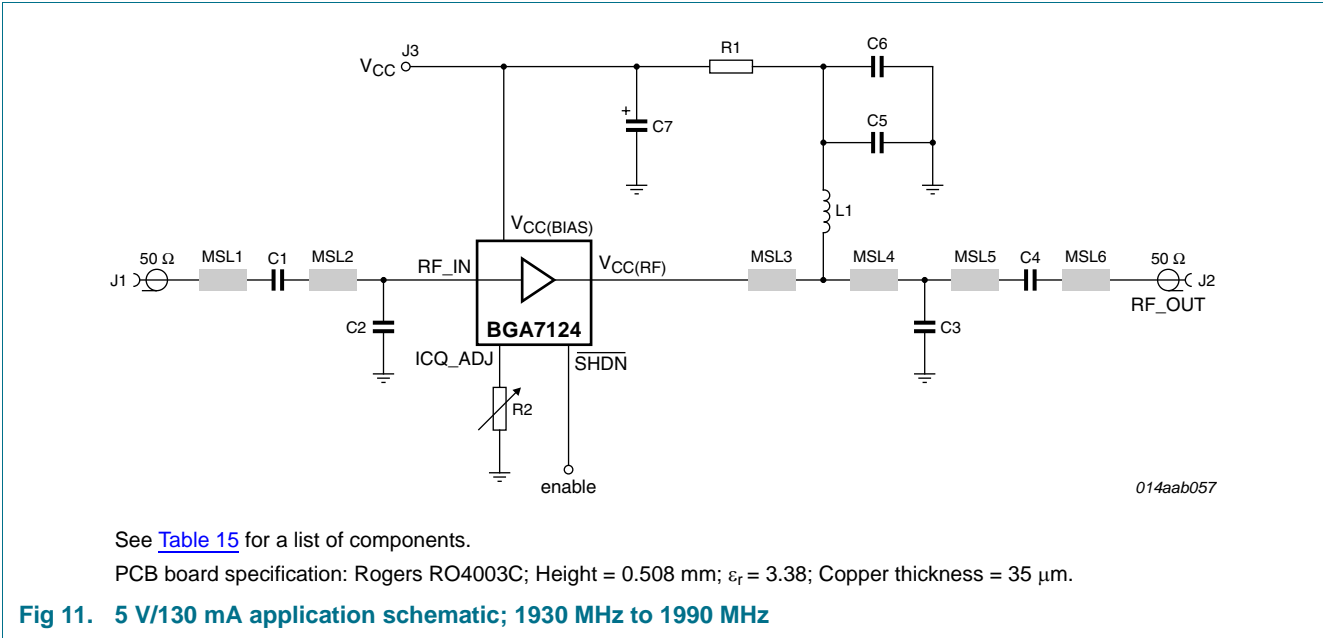 J3
VCC
R1
C6
+
C7
C5
L1
VCC(BIAS)
50 Ω
MSL1
C1
MSL2
RF_IN
VCC(RF)
MSL3
MSL4
MSL5
C4
MSL6
50 Ω
J1
J2
RF_OUT
C2
BGA7124
C3
ICQ_ADJ
SHDN
R2
enable
014aab057
See Table 15 for a list of components.
PCB board specification: Rogers RO4003C; Height = 0.508 mm; εr = 3.38; Copper thickness = 35 μm.
Fig 11. 5 V/130 mA application schematic; 1930 MHz to 1990 MHz